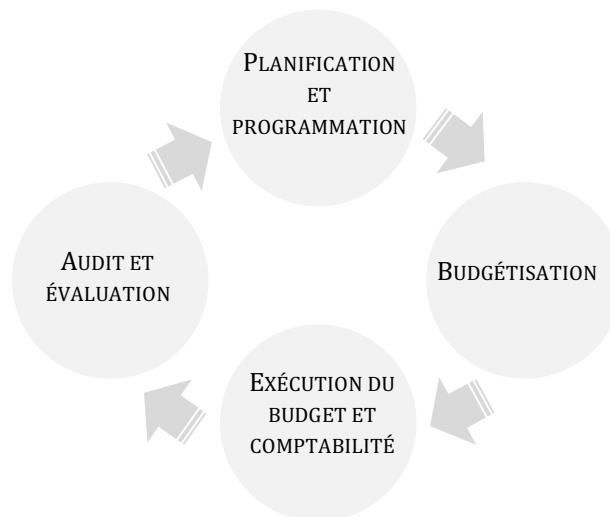 PLANIFICATION
ET
PROGRAMMATION
BUDGÉTISATION
EXÉCUTION DU
BUDGET ET
COMPTABILITÉ
AUDIT ET
ÉVALUATION